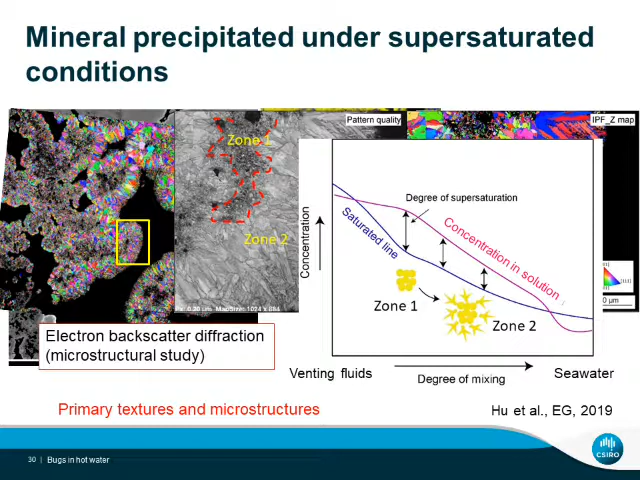 Mineral precipitated under supersaturated
conditions
Pattern quality
IPF_Z map
Zone 1
Zone 2
Degree of supersaturation
Saturated line
Concentration in solution
Concentration
Zone 1
Zone 2
Electron backscatter diffraction
(microstructural study)
Venting fluids
Degree of mixing
Seawater
Primary textures and microstructures
Hu et al., EG, 2019
30 | Bugs in hot water
CSIRO